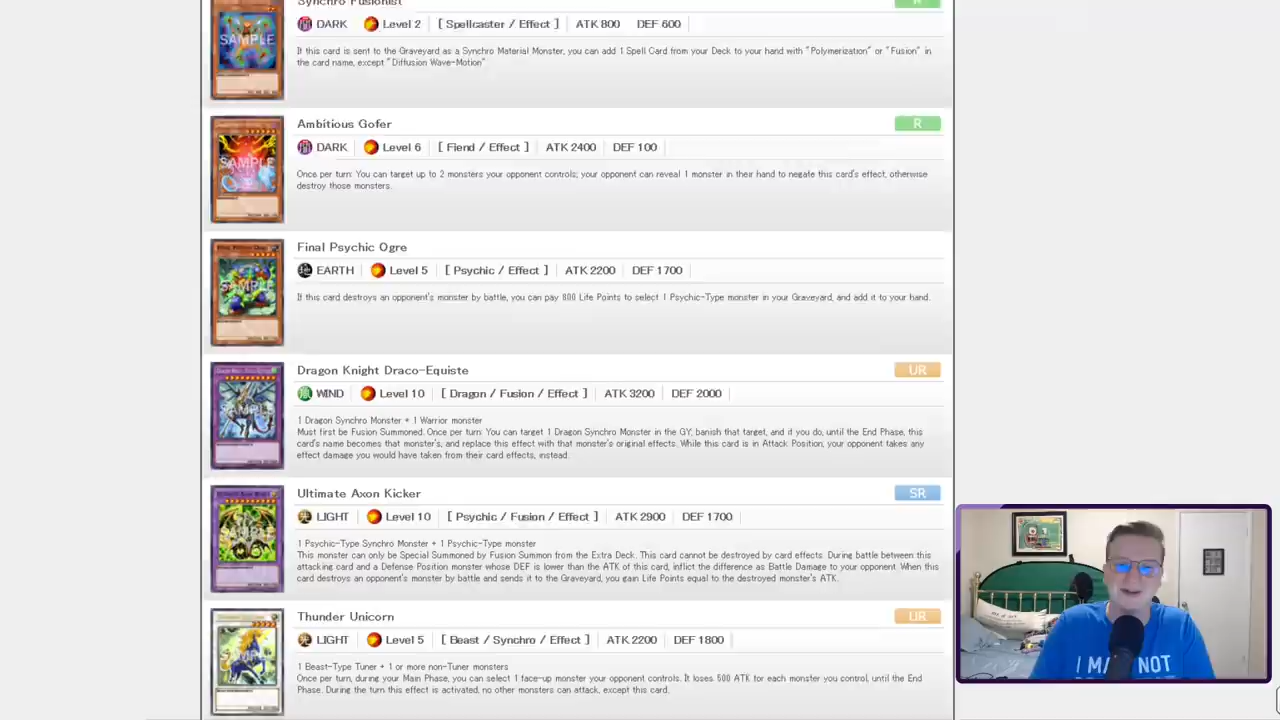 Synchro Fusionist
R
DARK Level 2 [ Spellcaster / Effect ] ATK 800 DEF 600
SAMPLE
If this card is sent to the Graveyard as a Synchro Material Monster, you can add 1 Spell Card from your Deck to your hand with "Polymerization" or "Fusion" in
the card name, except "Diffusion Wave-Motion"
Ambitious Gofer
R
DARK Level 6 [ Fiend / Effect ] ATK 2400 DEF 100
SAMPLE
Once per turn: You can target up to 2 monsters your opponent controls; your opponent can reveal 1 monster in their hand to negate this card's effect, otherwise
destroy those monsters.
Final Psychic Ogre
R
EARTH Level 5 [ Psychic / Effect ] ATK 2200 DEF 1700
SAMPLE
If this card destroys an opponent's monster by battle, you can pay 800 Life Points to select 1 Psychic-Type monster in your Graveyard, and add it to your hand.
Dragon Knight Draco-Equiste
UR
WIND Level 10 [ Dragon / Fusion / Effect ] ATK 3200 DEF 2000
SAMPLE
1 Dragon Synchro Monster + 1 Warrior monster
Must first be Fusion Summoned. Once per turn: You can target 1 Dragon Synchro Monster in the GY; banish that target, and if you do, until the End Phase, this
card's name becomes that monster's, and replace this effect with that monster's original effects. While this card is in Attack Position, your opponent takes any
effect damage you would have taken from their card effects, instead.
Ultimate Axon Kicker
SR
LIGHT Level 10 [ Psychic / Fusion / Effect ] ATK 2900 DEF 1700
SAMPLE
1 Psychic-Type Synchro Monster + 1 Psychic-Type monster
This monster can only be Special Summoned by Fusion Summon from the Extra Deck. This card cannot be destroyed by card effects. During battle between this
attacking card and a Defense Position monster whose DEF is lower than the ATK of this card, inflict the difference as Battle Damage to your opponent. When this
card destroys an opponent's monster by battle and sends it to the Graveyard, you gain Life Points equal to the destroyed monster's ATK.
Thunder Unicorn
UR
LIGHT Level 5 [ Beast / Synchro / Effect ] ATK 2200 DEF 1800
SAMPLE
1 Beast-Type Tuner + 1 or more non-Tuner monsters
Once per turn, during your Main Phase, you can select 1 face-up monster your opponent controls. It loses 500 ATK for each monster you control, until the End
Phase. During the turn this effect is activated, no other monsters can attack, except this card.
I M NOT